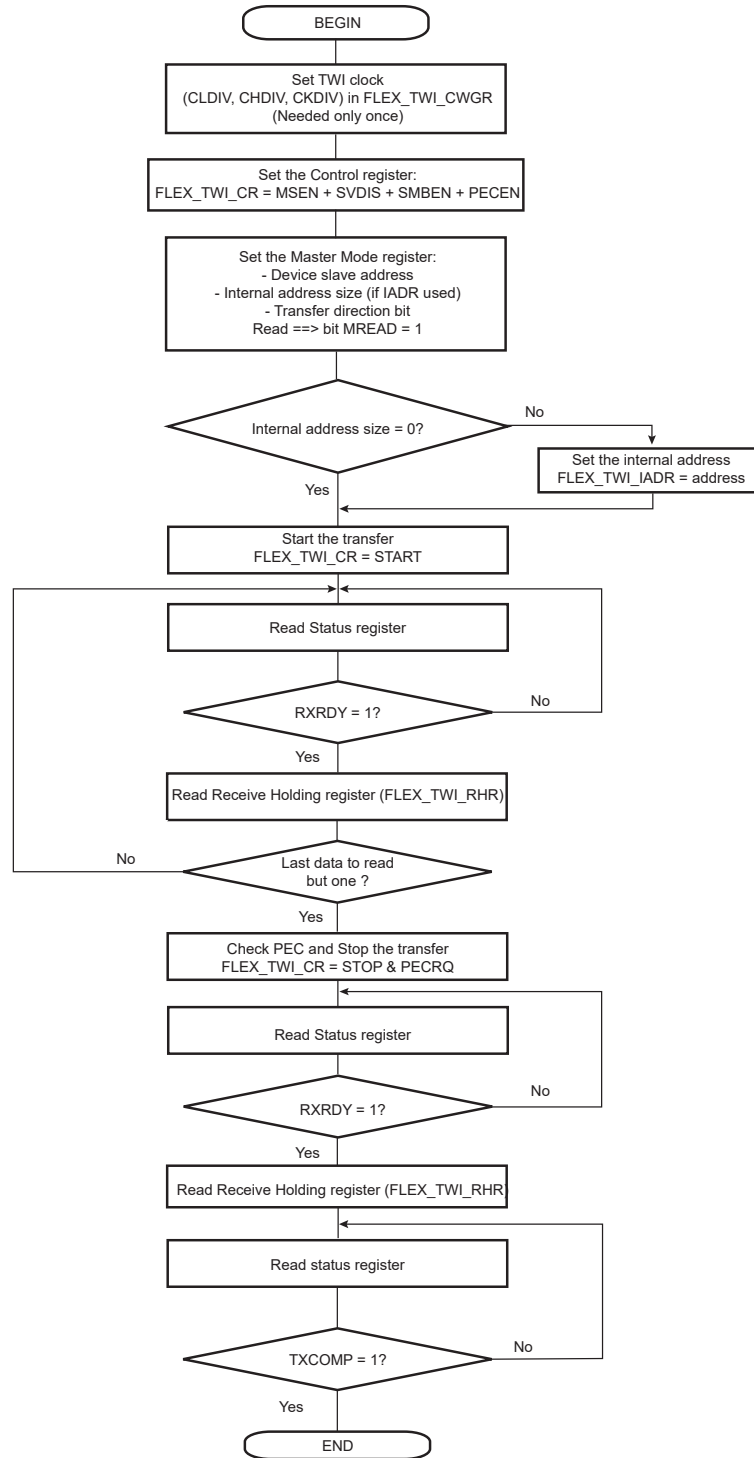 BEGIN
Set TWI clock
(CLDIV, CHDIV, CKDIV) in FLEX_TWI_CWGR
(Needed only once)
Set the Control register:
FLEX_TWI_CR = MSEN + SVDIS + SMBEN + PECEN
Set the Master Mode register:
- Device slave address
- Internal address size (if IADR used)
- Transfer direction bit
Read ==> bit MREAD = 1
Internal address size = 0?
No
Set the internal address
FLEX_TWI_IADR = address
Yes
Start the transfer
FLEX_TWI_CR = START
Read Status register
RXRDY = 1?
No
Yes
Read Receive Holding register (FLEX_TWI_RHR)
No
Last data to read
but one ?
Yes
Check PEC and Stop the transfer
FLEX_TWI_CR = STOP & PECRQ
Read Status register
RXRDY = 1?
No
Yes
Read Receive Holding register (FLEX_TWI_RHR)
Read status register
TXCOMP = 1?
No
Yes
END